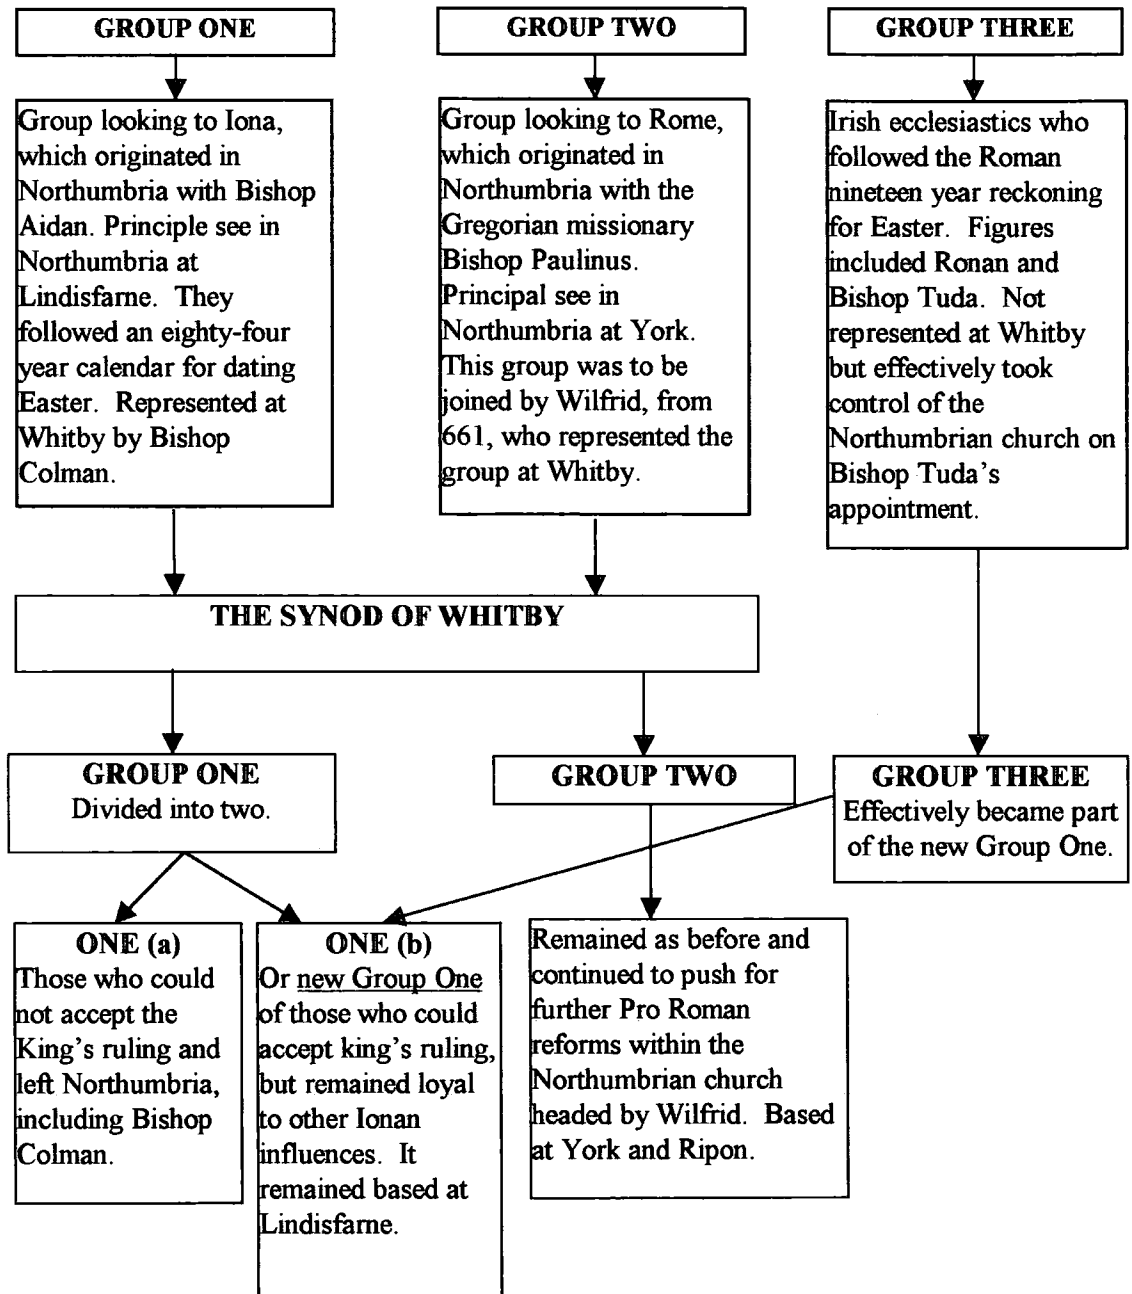 GROUP ONE
GROUP TWO
GROUP THREE
Group looking to Iona,
which originated in
Northumbria with Bishop
Aidan. Principle see in
Northumbria at
Lindisfarne. They
followed an eighty-four
year calendar for dating
Easter. Represented at
Whitby by Bishop
Colman.
Group looking to Rome,
which originated in
Northumbria with the
Gregorian missionary
Bishop Paulinus.
Principal see in
Northumbria at York.
This group was to be
joined by Wilfrid, from
661, who represented the
group at Whitby.
Irish ecclesiastics who
followed the Roman
nineteen year reckoning
for Easter. Figures
included Ronan and
Bishop Tuda. Not
represented at Whitby
but effectively took
control of the
Northumbrian church on
Bishop Tuda's
appointment.
THE SYNOD OF WHITBY
GROUP ONE
Divided into two.
GROUP TWO
GROUP THREE
Effectively became part
of the new Group One.
ONE (a)
Those who could
not accept the
King's ruling and
left Northumbria,
including Bishop
Colman.
ONE (b)
Or new Group One
of those who could
accept king's ruling,
but remained loyal
to other Ionan
influences. It
remained based at
Lindisfarne.
Remained as before and
continued to push for
further Pro Roman
reforms within the
Northumbrian church
headed by Wilfrid. Based
at York and Ripon.